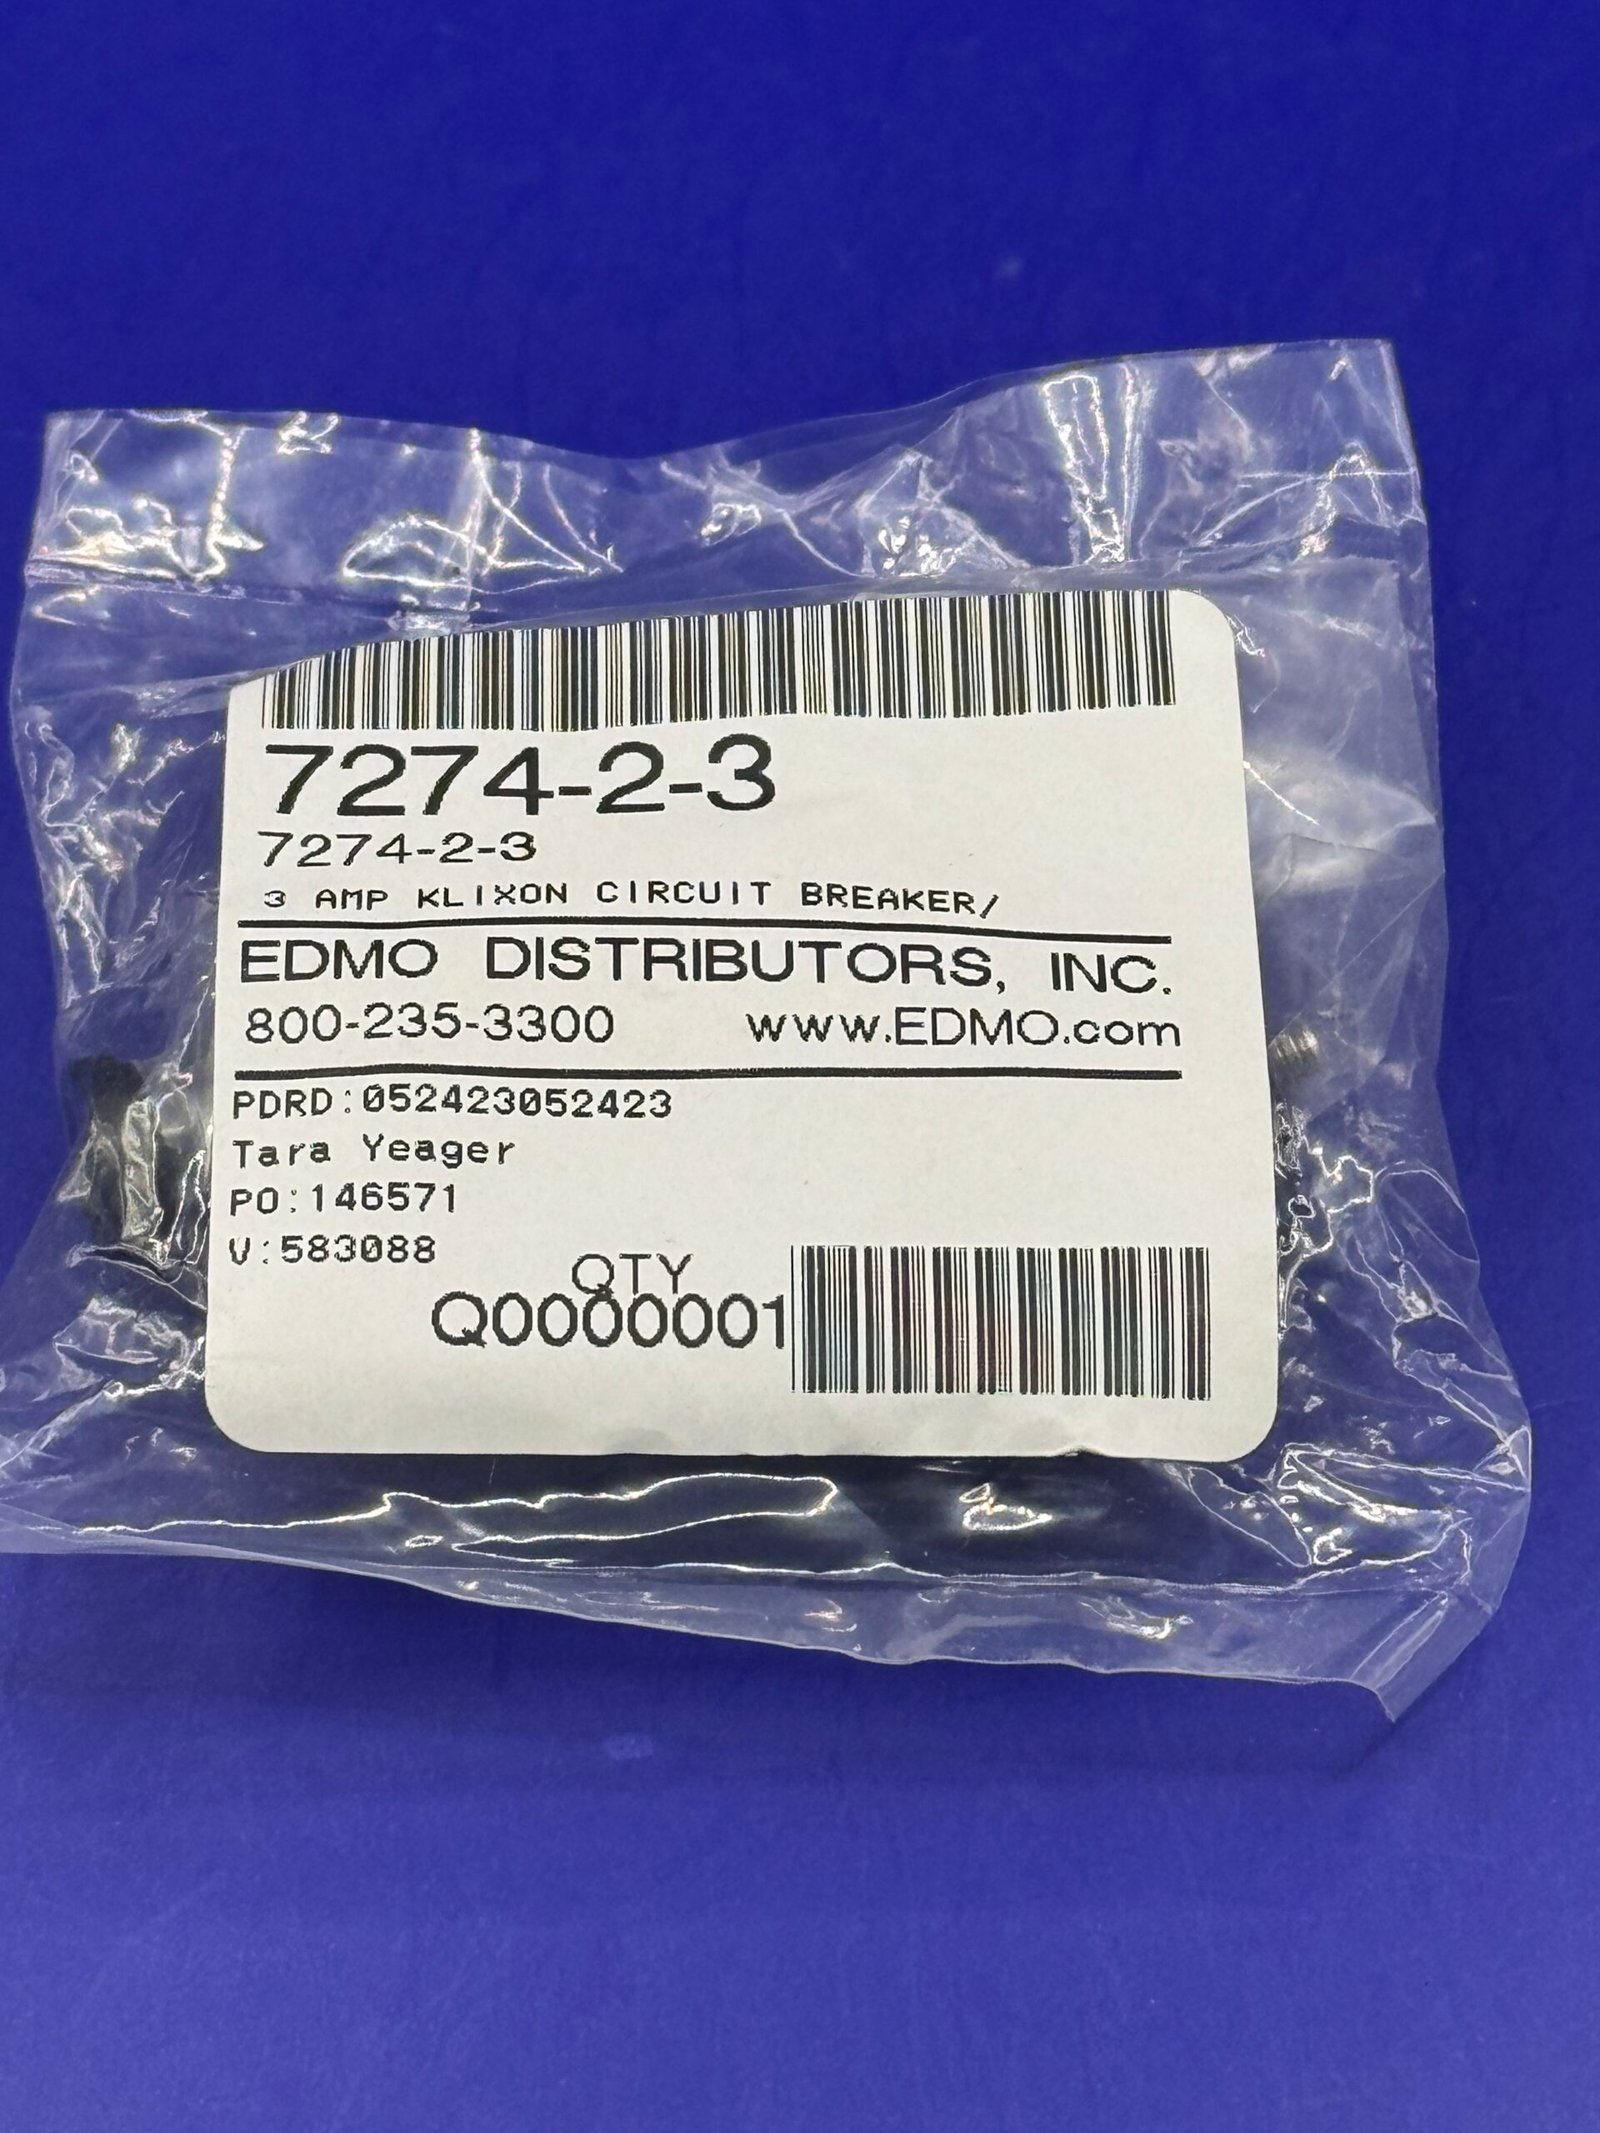 7274-2-3
7274-2-3
3 AMP KLIXON CIRCUIT BREAKER/
EDMO DISTRIBUTORS, INC.
800-235-3300 www.EDMO.com
PDRD:052423052423
Tara Yeager
PO:146571
V:583088
QTY
Q0000001